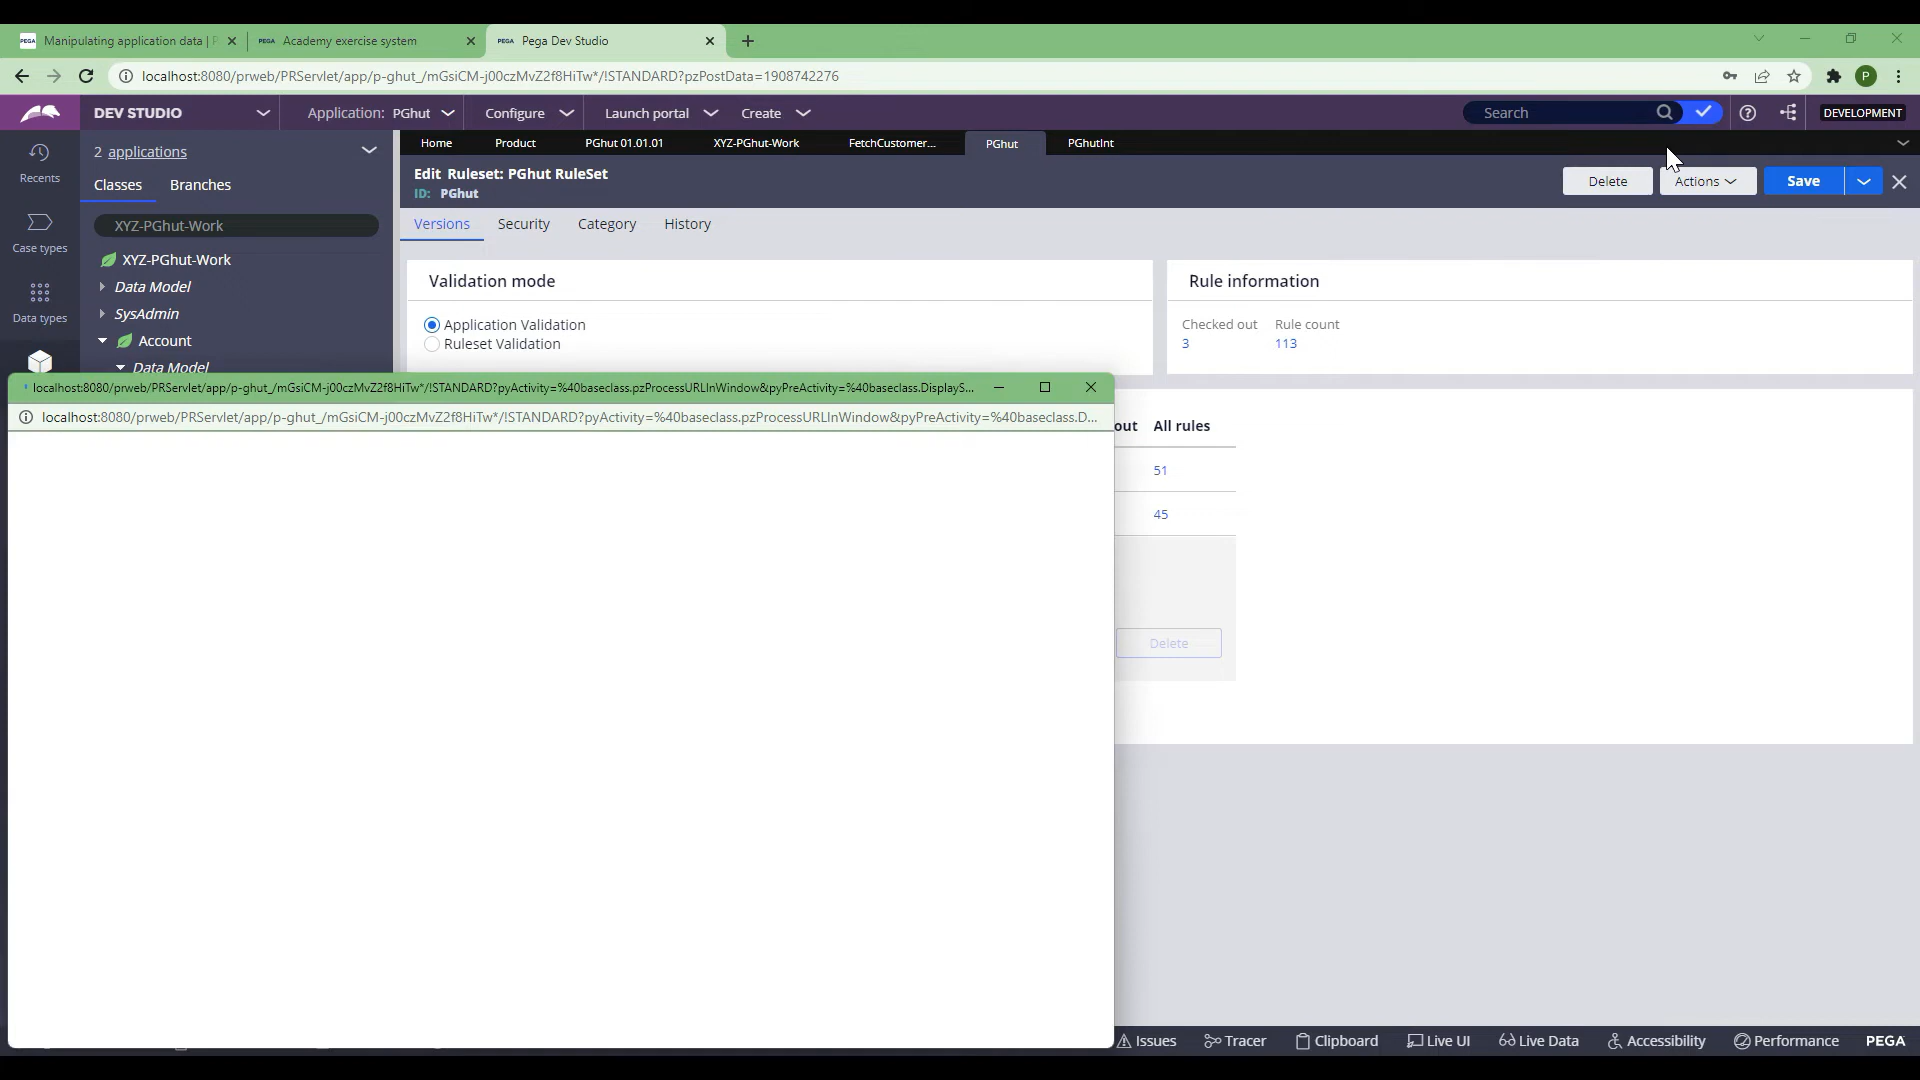 PEGA Manipulating application data | P
PEGA Academy exercise system
PEGA Pega Dev Studio
localhost:8080/prweb/PRServlet/app/p-ghut_/mGsiCM-j00czMvZ2f8HiTw*/!STANDARD?pzPostData=1908742276
P
DEV STUDIO
Application: PGhut
Configure
Launch portal
Create
Search
DEVELOPMENT
Recents
Case types
Data types
2 applications
Classes
Branches
XYZ-PGhut-Work
XYZ-PGhut-Work
Data Model
SysAdmin
Account
Data Model
Home
Product
PGhut 01.01.01
XYZ-PGhut-Work
FetchCustomer...
PGhut
PGhutInt
Edit Ruleset: PGhut RuleSet
ID: PGhut
Delete
Actions
Save
Versions
Security
Category
History
Validation mode
Application Validation
Ruleset Validation
Rule information
Checked out
Rule count
3
113
localhost:8080/prweb/PRServlet/app/p-ghut_/mGsiCM-j00czMvZ2f8HiTw*/!STANDARD?pyActivity=%40baseclass.pzProcessURLInWindow&pyPreActivity=%40baseclass.DisplayS...
localhost:8080/prweb/PRServlet/app/p-ghut_/mGsiCM-j00czMvZ2f8HiTw*/!STANDARD?pyActivity=%40baseclass.pzProcessURLInWindow&pyPreActivity=%40baseclass.D...
out
All rules
51
45
Delete
Issues
Tracer
Clipboard
Live UI
Live Data
Accessibility
Performance
PEGA